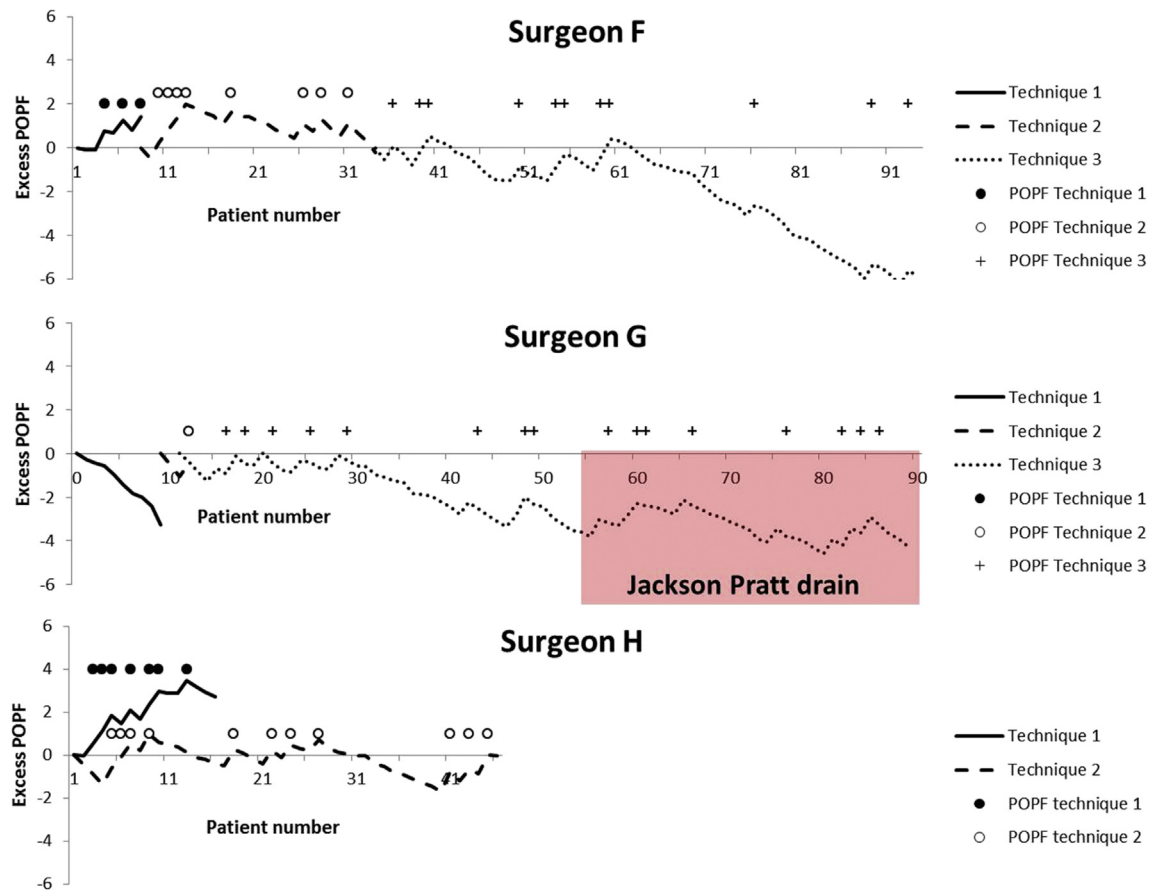 Surgeon F
6
4
2
0
-2
-4
-6
Excess POPF
1 11 21 31 41 51 61 71 81 91
Patient number
Technique 1
Technique 2
Technique 3
POPF Technique 1
POPF Technique 2
POPF Technique 3
Surgeon G
6
4
2
0
-2
-4
-6
Excess POPF
0 10 20 30 40 50 60 70 80 90
Patient number
Jackson Pratt drain
Technique 1
Technique 2
Technique 3
POPF Technique 1
POPF Technique 2
POPF Technique 3
Surgeon H
6
4
2
0
-2
-4
-6
Excess POPF
1 11 21 31 41
Patient number
Technique 1
Technique 2
POPF technique 1
POPF technique 2